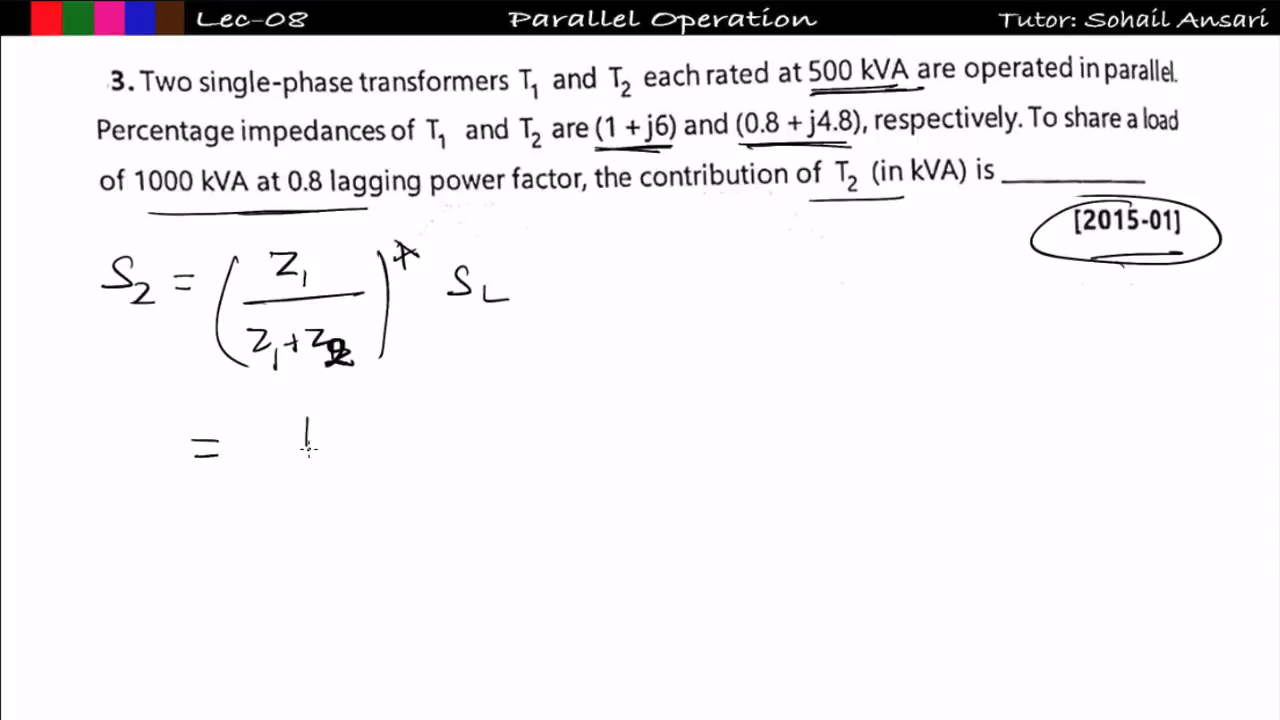 Lec-08 Parallel Operation Tutor: Sohail Ansari
3. Two single-phase transformers T₁ and T₂ each rated at 500 kVA are operated in parallel.
Percentage impedances of T₁ and T₂ are (1 + j6) and (0.8 + j4.8), respectively. To share a load
of 1000 kVA at 0.8 lagging power factor, the contribution of T₂ (in kVA) is ________
[2015-01]
S₂ = (Z₁ / (Z₁+Z₂))* S_L
= 1